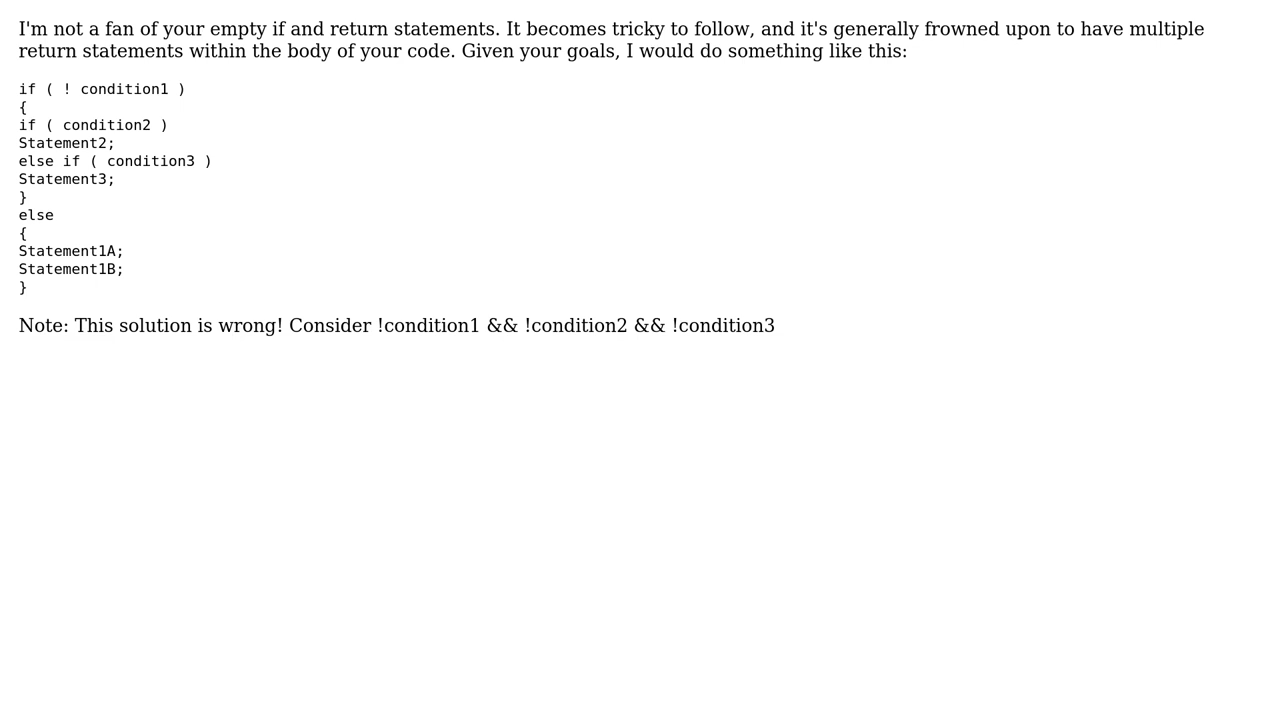 I'm not a fan of your empty if and return statements. It becomes tricky to follow, and it's generally frowned upon to have multiple
return statements within the body of your code. Given your goals, I would do something like this:
if ( ! condition1 )
{
if ( condition2 )
Statement2;
else if ( condition3 )
Statement3;
}
else
{
Statement1A;
Statement1B;
}
Note: This solution is wrong! Consider !condition1 && !condition2 && !condition3